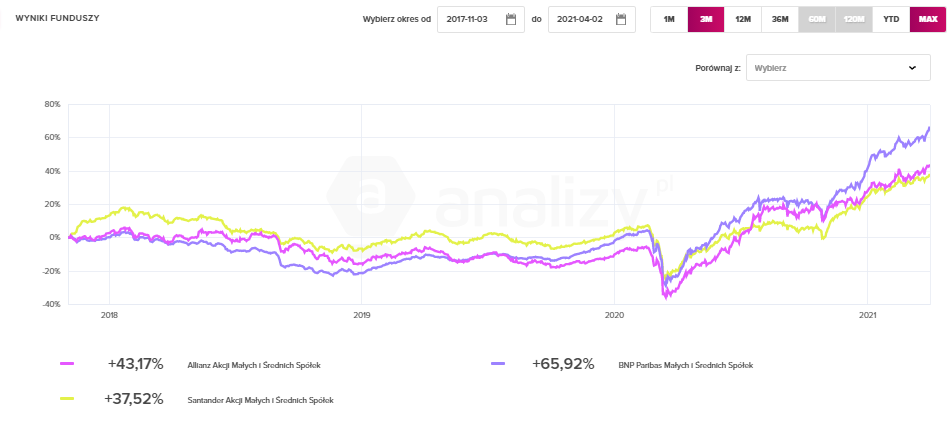 WYNIKI FUNDUSZY
Wybierz okres od 2017-11-03 do 2021-04-02 1M 3M 12M 36M 60M 120M YTD MAX
Porównaj z: Wybierz
80%
60%
40%
20%
0%
-20%
-40%
analizy.pl
2018 2019 2020 2021
+43,17% Allianz Akcji Małych i Średnich Spółek
+65,92% BNP Paribas Małych i Średnich Spółek
+37,52% Santander Akcji Małych i Średnich Spółek